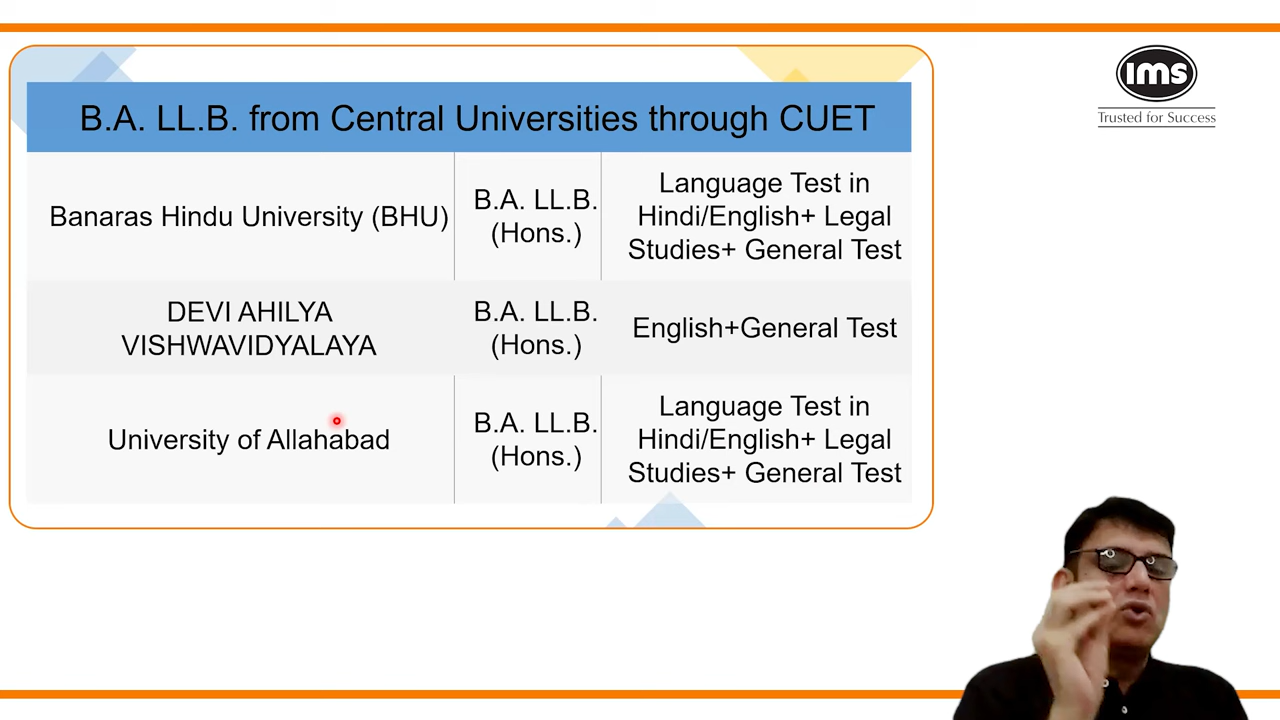 ims
Trusted for Success
B.A. LL.B. from Central Universities through CUET
Banaras Hindu University (BHU)
B.A. LL.B.
(Hons.)
Language Test in
Hindi/English+ Legal
Studies+ General Test
DEVI AHILYA
VISHWAVIDYALAYA
B.A. LL.B.
(Hons.)
English+General Test
University of Allahabad
B.A. LL.B.
(Hons.)
Language Test in
Hindi/English+ Legal
Studies+ General Test